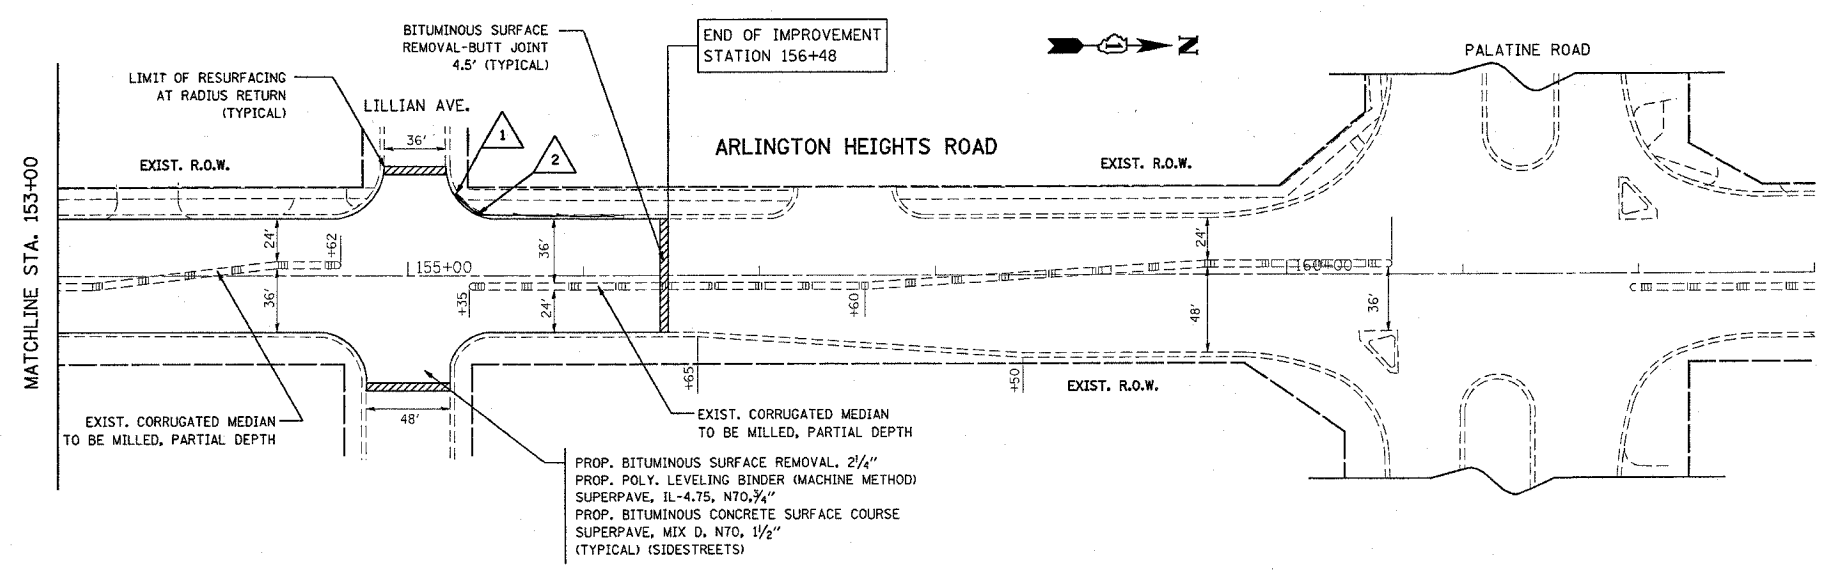 BITUMINOUS SURFACE
REMOVAL-BUTT JOINT
4.5' (TYPICAL)
END OF IMPROVEMENT
STATION 156+48
N
PALATINE ROAD
LIMIT OF RESURFACING
AT RADIUS RETURN
(TYPICAL)
LILLIAN AVE.
36'
1
2
ARLINGTON HEIGHTS ROAD
EXIST. R.O.W.
EXIST. R.O.W.
MATCHLINE STA. 153+00
24'
+62
36'
24'
155+00
160+00
36'
+35
24'
+60
48'
36'
+65
+50
EXIST. R.O.W.
48'
EXIST. CORRUGATED MEDIAN
TO BE MILLED, PARTIAL DEPTH
EXIST. CORRUGATED MEDIAN
TO BE MILLED, PARTIAL DEPTH
PROP. BITUMINOUS SURFACE REMOVAL, 2 1/4"
PROP. POLY. LEVELING BINDER (MACHINE METHOD)
SUPERPAVE, IL-4.75, N70, 3/4"
PROP. BITUMINOUS CONCRETE SURFACE COURSE
SUPERPAVE, MIX D, N70, 1 1/2"
(TYPICAL) (SIDESTREETS)